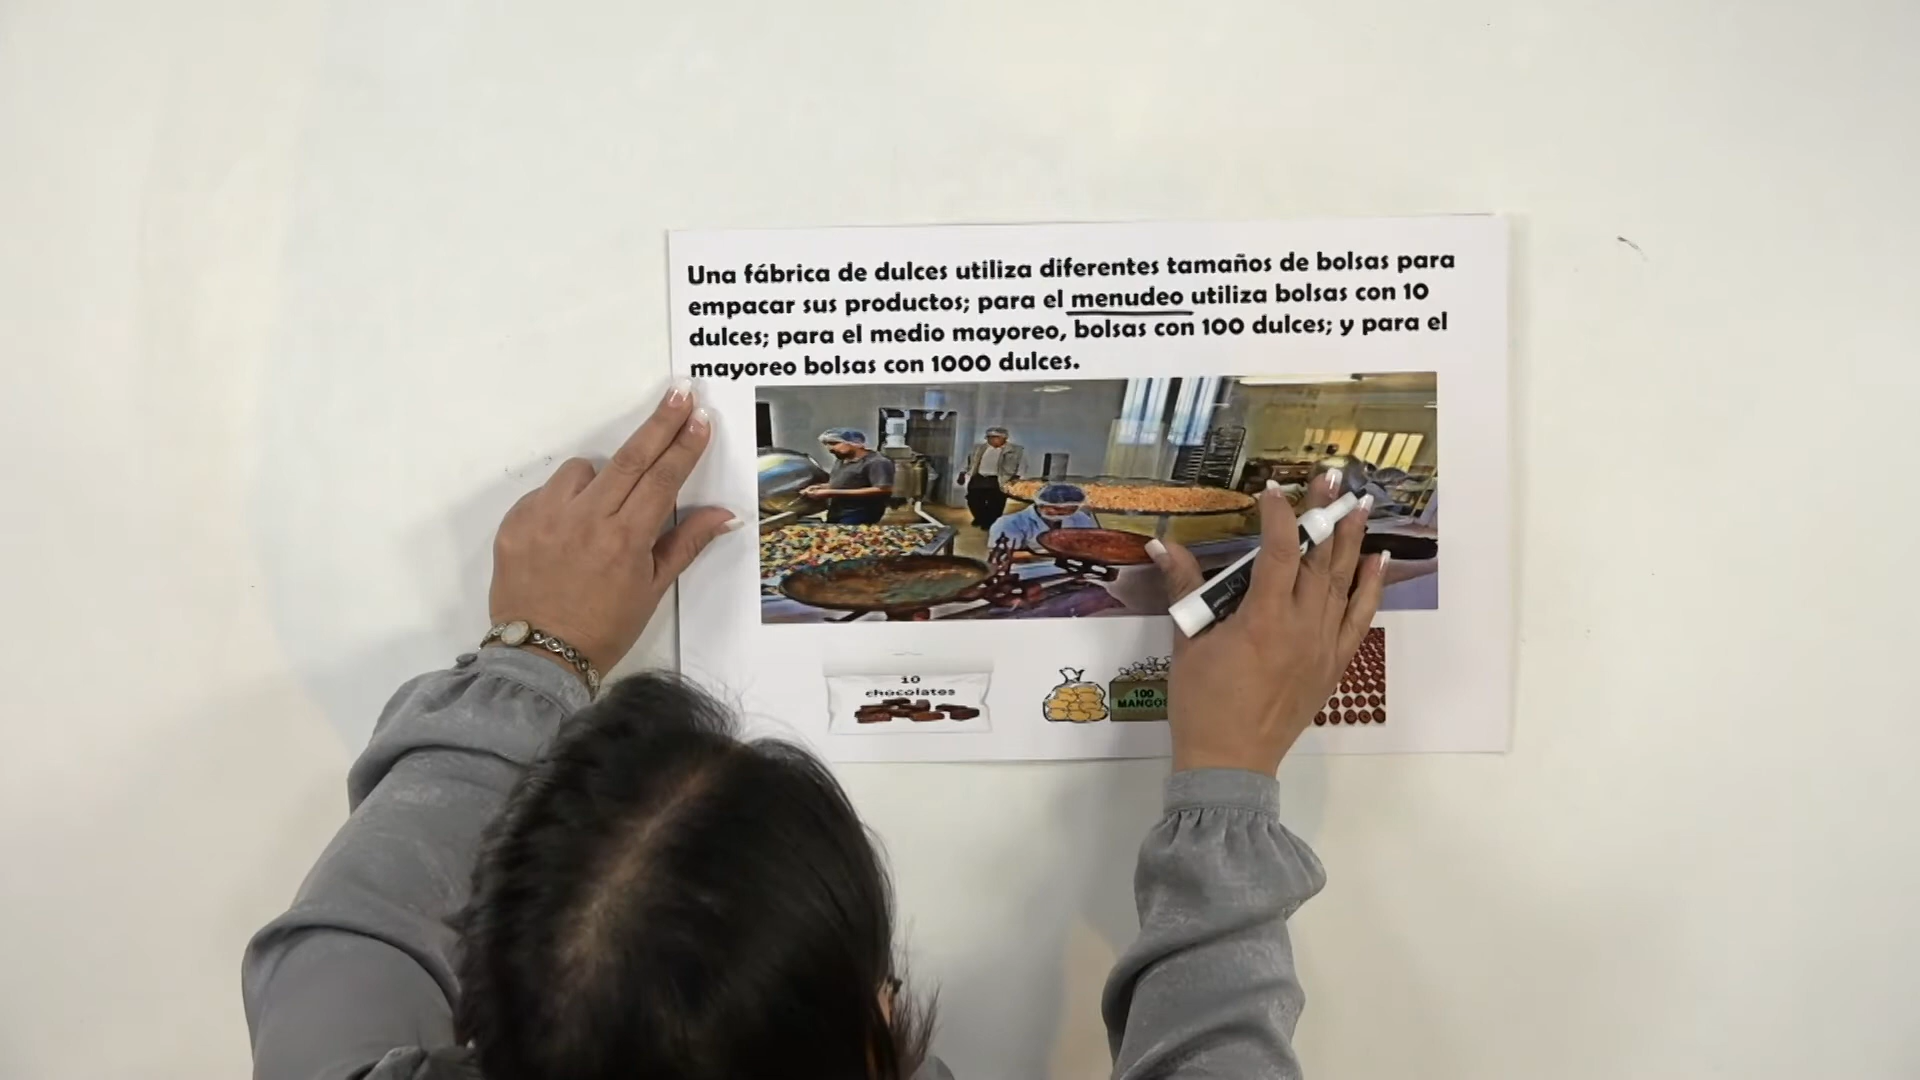 Una fábrica de dulces utiliza diferentes tamaños de bolsas para
empacar sus productos; para el menudeo utiliza bolsas con 10
dulces; para el medio mayoreo, bolsas con 100 dulces; y para el
mayoreo bolsas con 1000 dulces.
10
chocolates
100
MANGOS